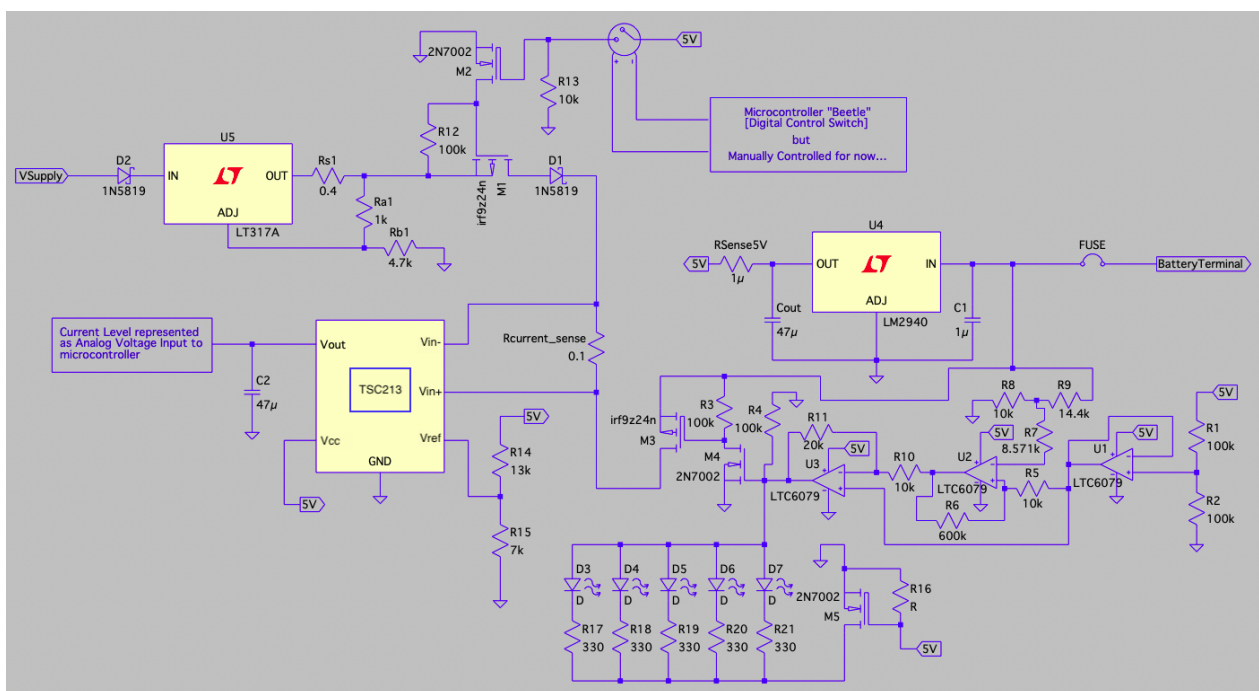 2N7002
M2
5V
R13
10k
Microcontroller "Beetle"
[Digital Control Switch]
but
Manually Controlled for now...
+
-
R12
100k
U5
D2
VSupply
1N5819
IN
OUT
ADJ
LT317A
Rs1
0.4
Ra1
1k
Rb1
4.7k
irf9z24n
M1
D1
1N5819
U4
RSense5V
5V
1µ
OUT
IN
ADJ
LM2940
Cout
47µ
C1
1µ
FUSE
BatteryTerminal
Current Level represented
as Analog Voltage Input to
microcontroller
C2
47µ
Vout
Vin-
TSC213
Vin+
Vcc
Vref
GND
5V
Rcurrent_sense
0.1
5V
R14
13k
R15
7k
irf9z24n
M3
R3
100k
R4
100k
M4
2N7002
R11
20k
5V
U3
LTC6079
R10
10k
R8
10k
R9
14.4k
R7
8.571k
5V
U2
LTC6079
R6
600k
R5
10k
5V
U1
LTC6079
5V
R1
100k
R2
100k
D3
D
D4
D
D5
D
D6
D
D7
D
R17
330
R18
330
R19
330
R20
330
R21
330
2N7002
M5
R16
R
5V